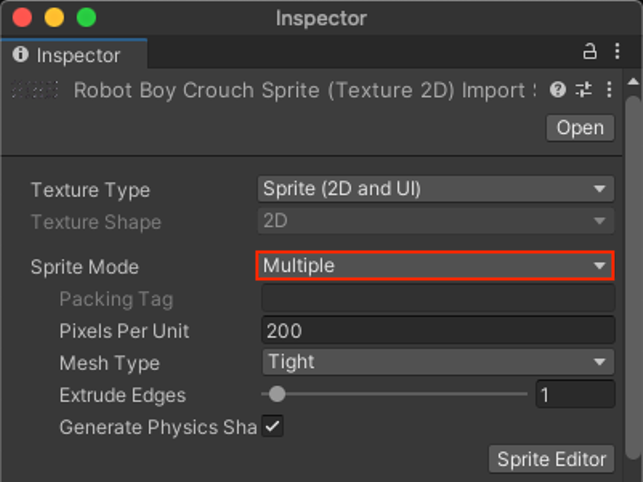 Inspector
Inspector
Robot Boy Crouch Sprite (Texture 2D) Import
Open
Texture Type Sprite (2D and UI)
Texture Shape 2D
Sprite Mode Multiple
Packing Tag
Pixels Per Unit 200
Mesh Type Tight
Extrude Edges 1
Generate Physics Sha
Sprite Editor